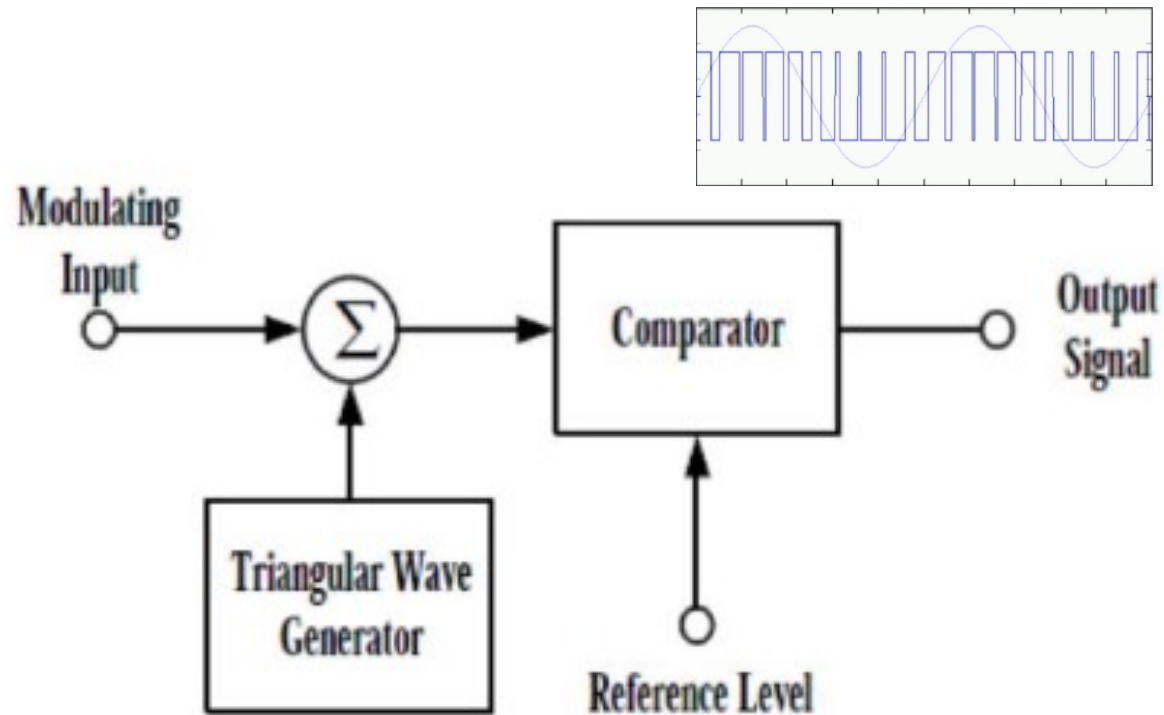 Modulating
Input
Σ
Comparator
Output
Signal
Triangular Wave
Generator
Reference Level